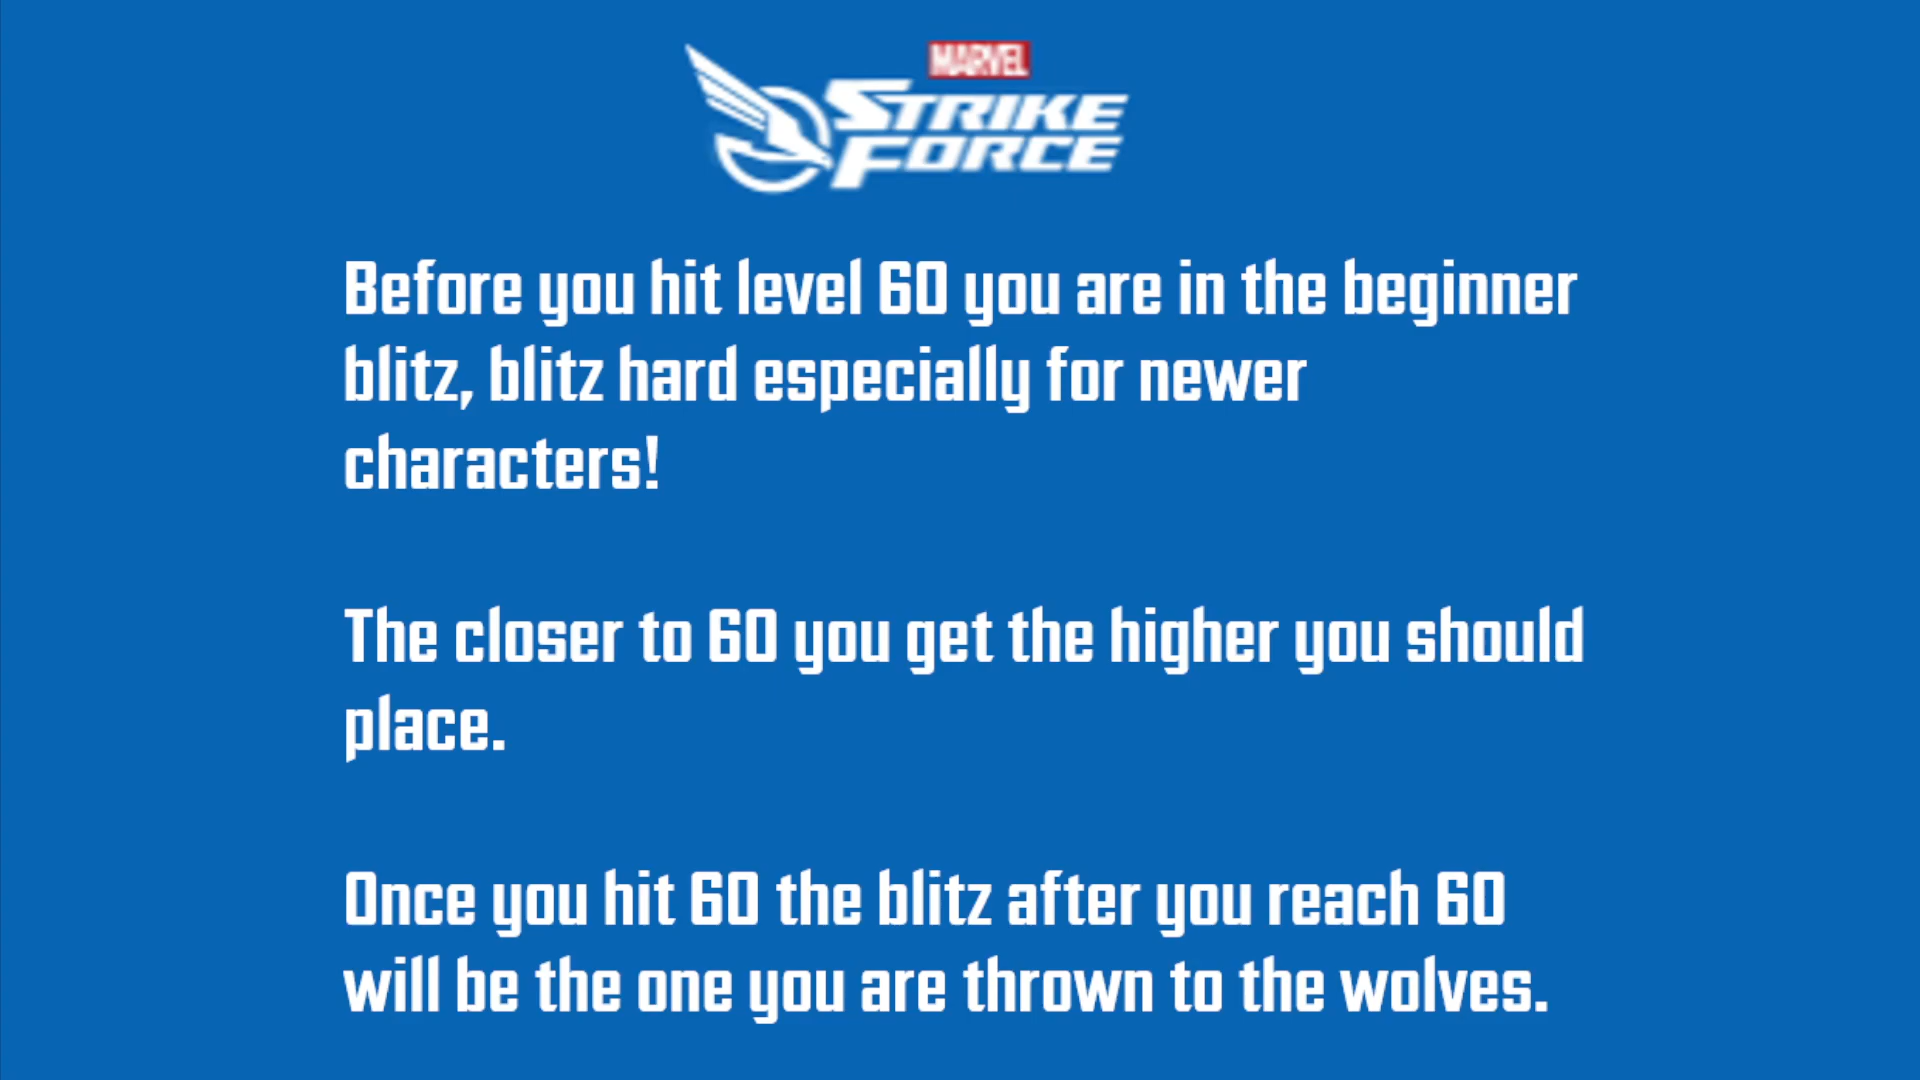 MARVEL
STRIKE
FORCE
Before you hit level 60 you are in the beginner
blitz, blitz hard especially for newer
characters!
The closer to 60 you get the higher you should
place.
Once you hit 60 the blitz after you reach 60
will be the one you are thrown to the wolves.